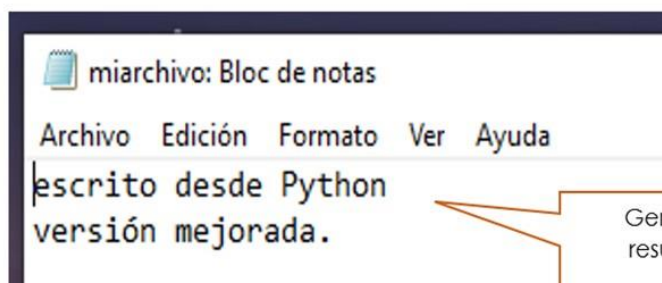 miarchivo: Bloc de notas
Archivo Edición Formato Ver Ayuda
escrito desde Python
versión mejorada.